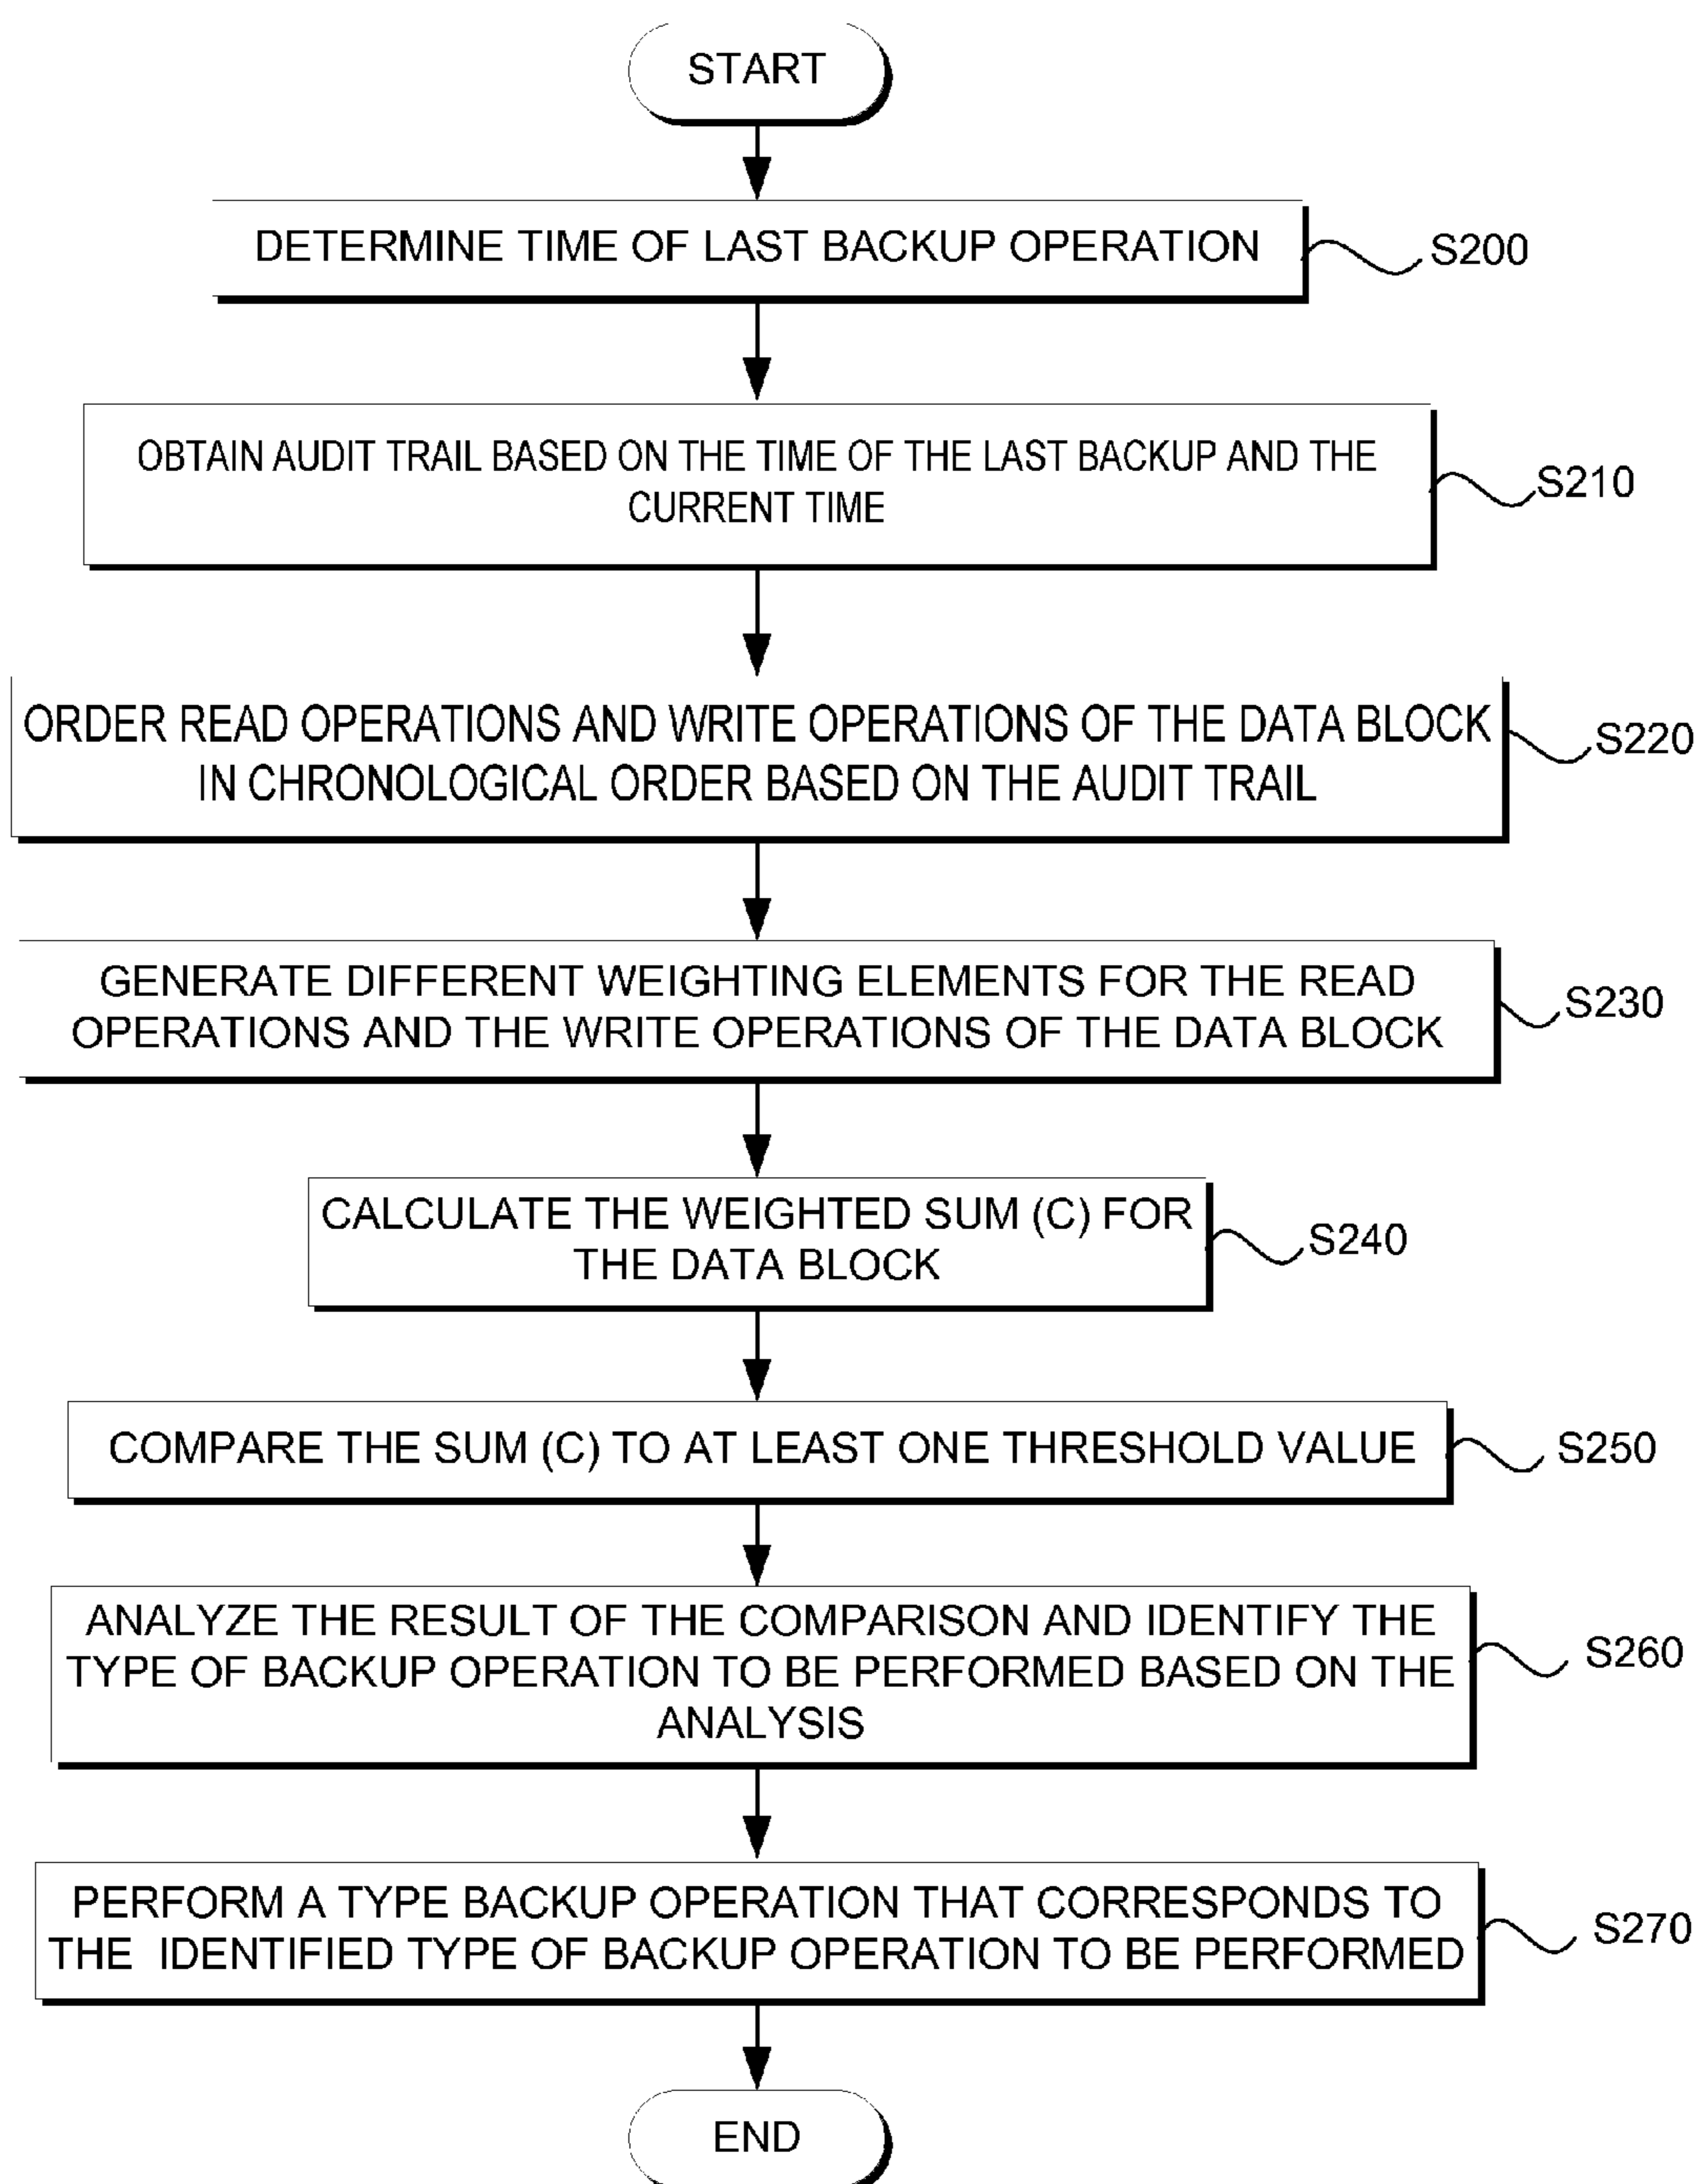 START
DETERMINE TIME OF LAST BACKUP OPERATION
S200
OBTAIN AUDIT TRAIL BASED ON THE TIME OF THE LAST BACKUP AND THE
CURRENT TIME
S210
ORDER READ OPERATIONS AND WRITE OPERATIONS OF THE DATA BLOCK
IN CHRONOLOGICAL ORDER BASED ON THE AUDIT TRAIL
S220
GENERATE DIFFERENT WEIGHTING ELEMENTS FOR THE READ
OPERATIONS AND THE WRITE OPERATIONS OF THE DATA BLOCK
S230
CALCULATE THE WEIGHTED SUM (C) FOR
THE DATA BLOCK
S240
COMPARE THE SUM (C) TO AT LEAST ONE THRESHOLD VALUE
S250
ANALYZE THE RESULT OF THE COMPARISON AND IDENTIFY THE
TYPE OF BACKUP OPERATION TO BE PERFORMED BASED ON THE
ANALYSIS
S260
PERFORM A TYPE BACKUP OPERATION THAT CORRESPONDS TO
THE IDENTIFIED TYPE OF BACKUP OPERATION TO BE PERFORMED
S270
END